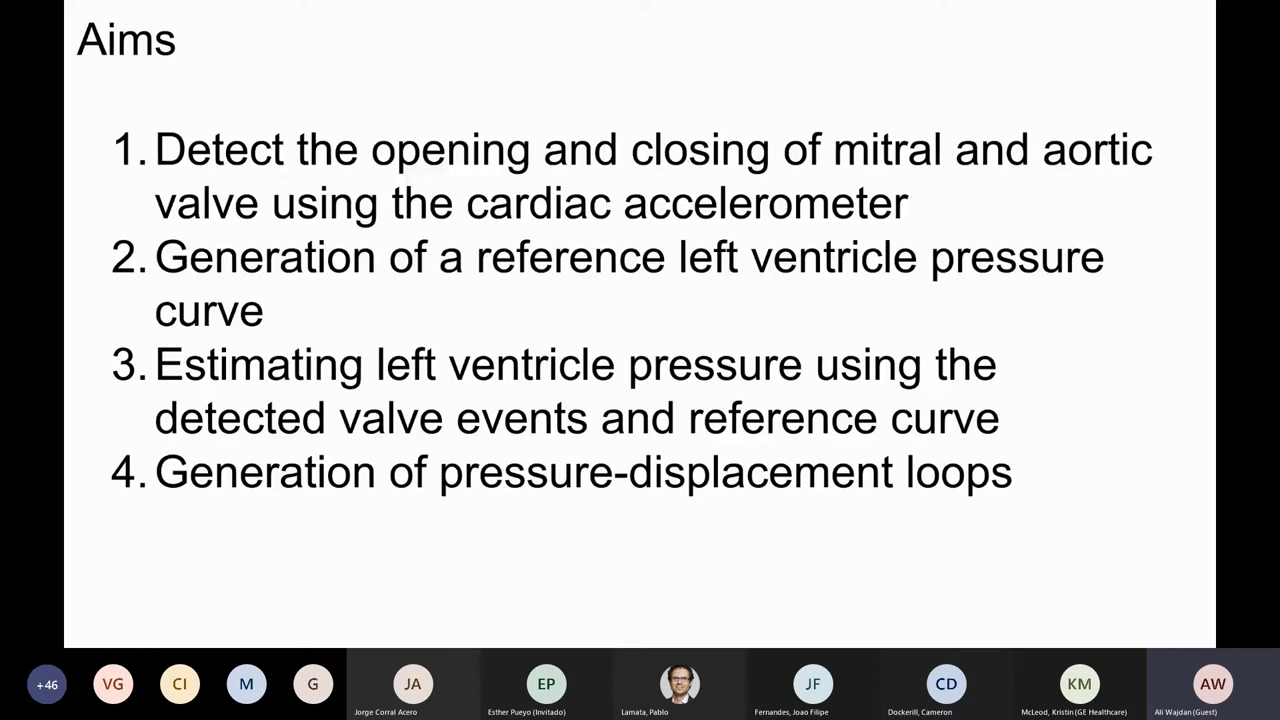 Aims
1. Detect the opening and closing of mitral and aortic
valve using the cardiac accelerometer
2. Generation of a reference left ventricle pressure
curve
3. Estimating left ventricle pressure using the
detected valve events and reference curve
4. Generation of pressure-displacement loops
+46 VG CI M G JA EP JF CD KM AW
Jorge Corral Acero Esther Pueyo (Invitado) Lamata, Pablo Fernandes, Joao Filipe Dockerill, Cameron McLeod, Kristin (GE Healthcare) Ali Wajdan (Guest)